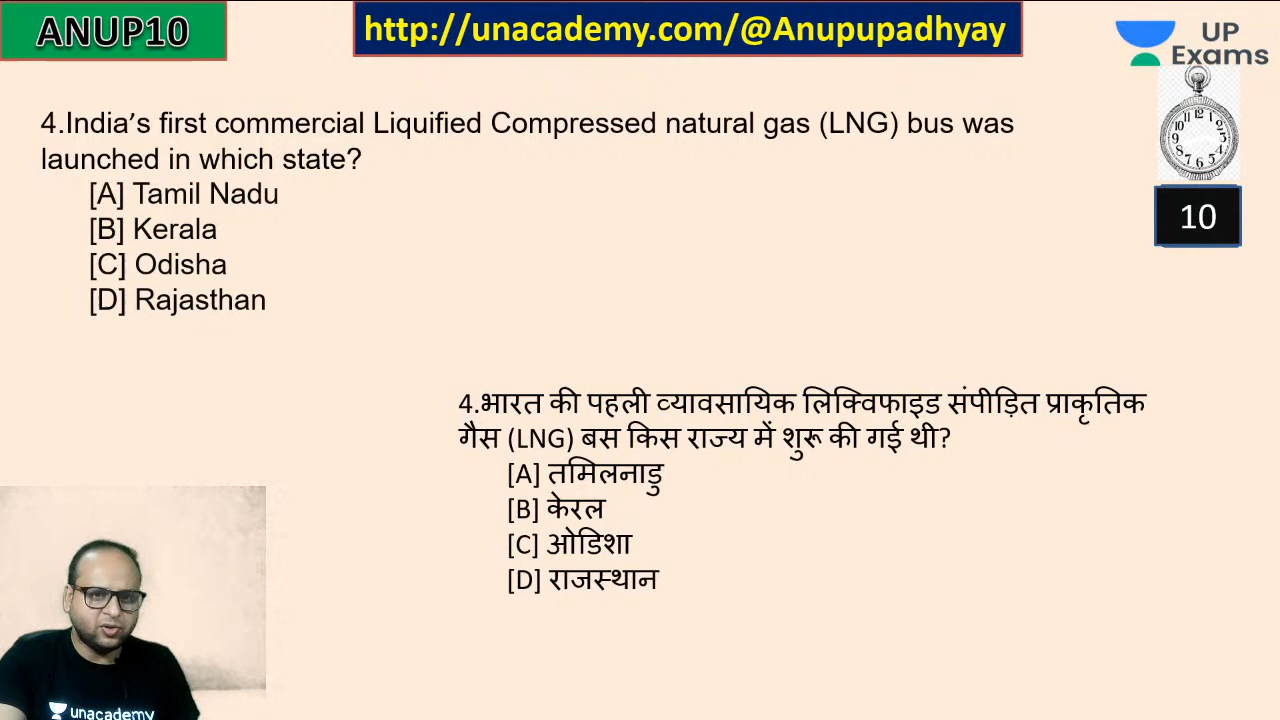 ANUP10
http://unacademy.com/@Anupupadhyay
UP
Exams
4.India's first commercial Liquified Compressed natural gas (LNG) bus was
launched in which state?
[A] Tamil Nadu
[B] Kerala
[C] Odisha
[D] Rajasthan
10
4.भारत की पहली व्यावसायिक लिक्विफाइड संपीड़ित प्राकृतिक
गैस (LNG) बस किस राज्य में शुरू की गई थी?
[A] तमिलनाडु
[B] केरल
[C] ओडिशा
[D] राजस्थान
unacademy